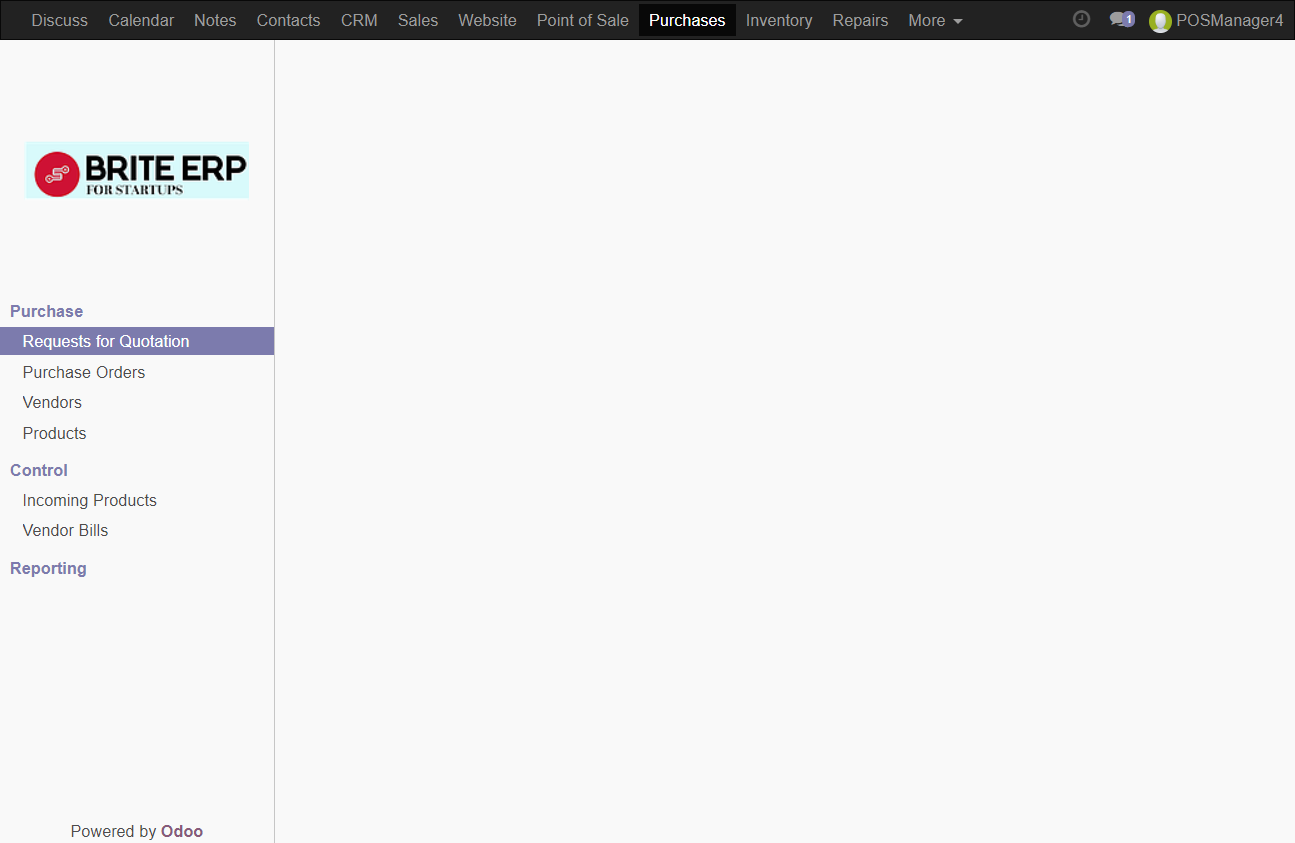 Discuss Calendar Notes Contacts CRM Sales Website Point of Sale Purchases Inventory Repairs More 1 POSManager4
BRITE ERP
FOR STARTUPS
Purchase
Requests for Quotation
Purchase Orders
Vendors
Products
Control
Incoming Products
Vendor Bills
Reporting
Powered by Odoo